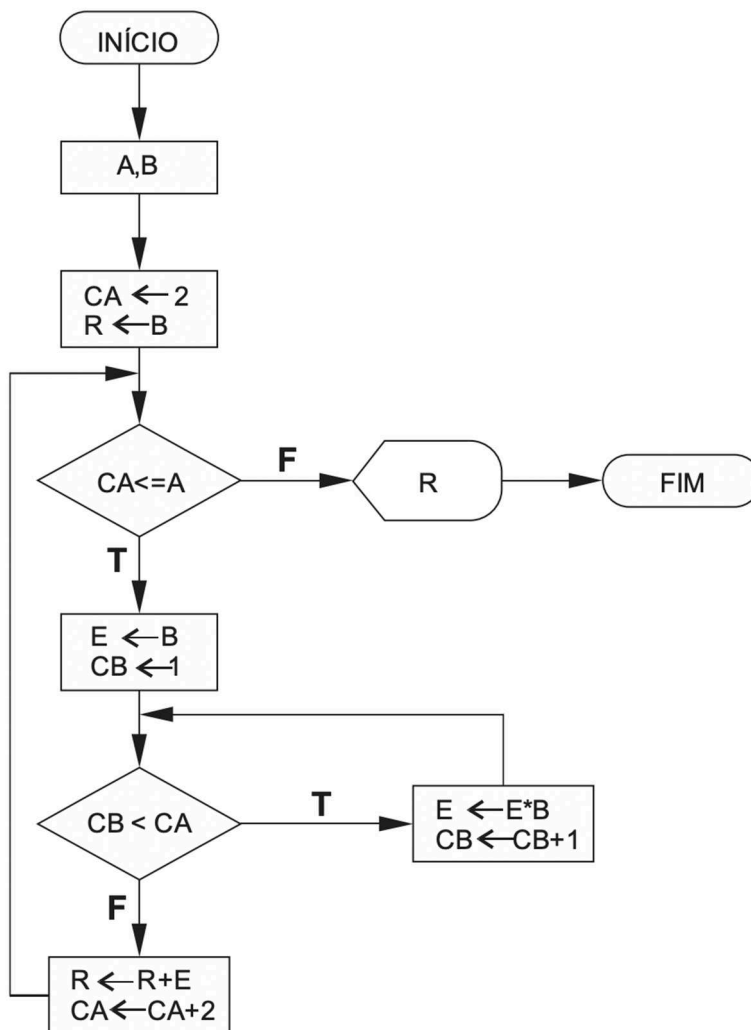 INÍCIO
A,B
CA ← 2
R ← B
CA<=A
F
R
FIM
T
E ← B
CB ← 1
CB < CA
T
E ← E*B
CB ← CB+1
F
R ← R+E
CA ← CA+2